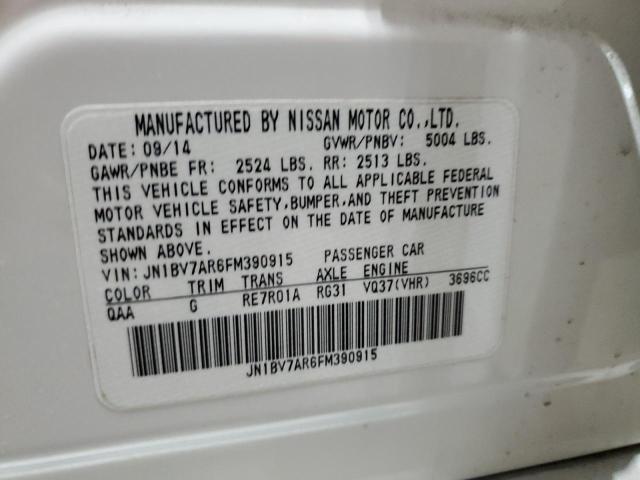 MANUFACTURED BY NISSAN MOTOR CO.,LTD.
DATE: 09/14 GVWR/PNBV: 5004 LBS.
GAWR/PNBE FR: 2524 LBS. RR: 2513 LBS.
THIS VEHICLE CONFORMS TO ALL APPLICABLE FEDERAL
MOTOR VEHICLE SAFETY,BUMPER,AND THEFT PREVENTION
STANDARDS IN EFFECT ON THE DATE OF MANUFACTURE
SHOWN ABOVE.
VIN: JN1BV7AR6FM390915 PASSENGER CAR
COLOR TRIM TRANS AXLE ENGINE
QAA G RE7R01A RG31 VQ37(VHR) 3696CC
JN1BV7AR6FM390915